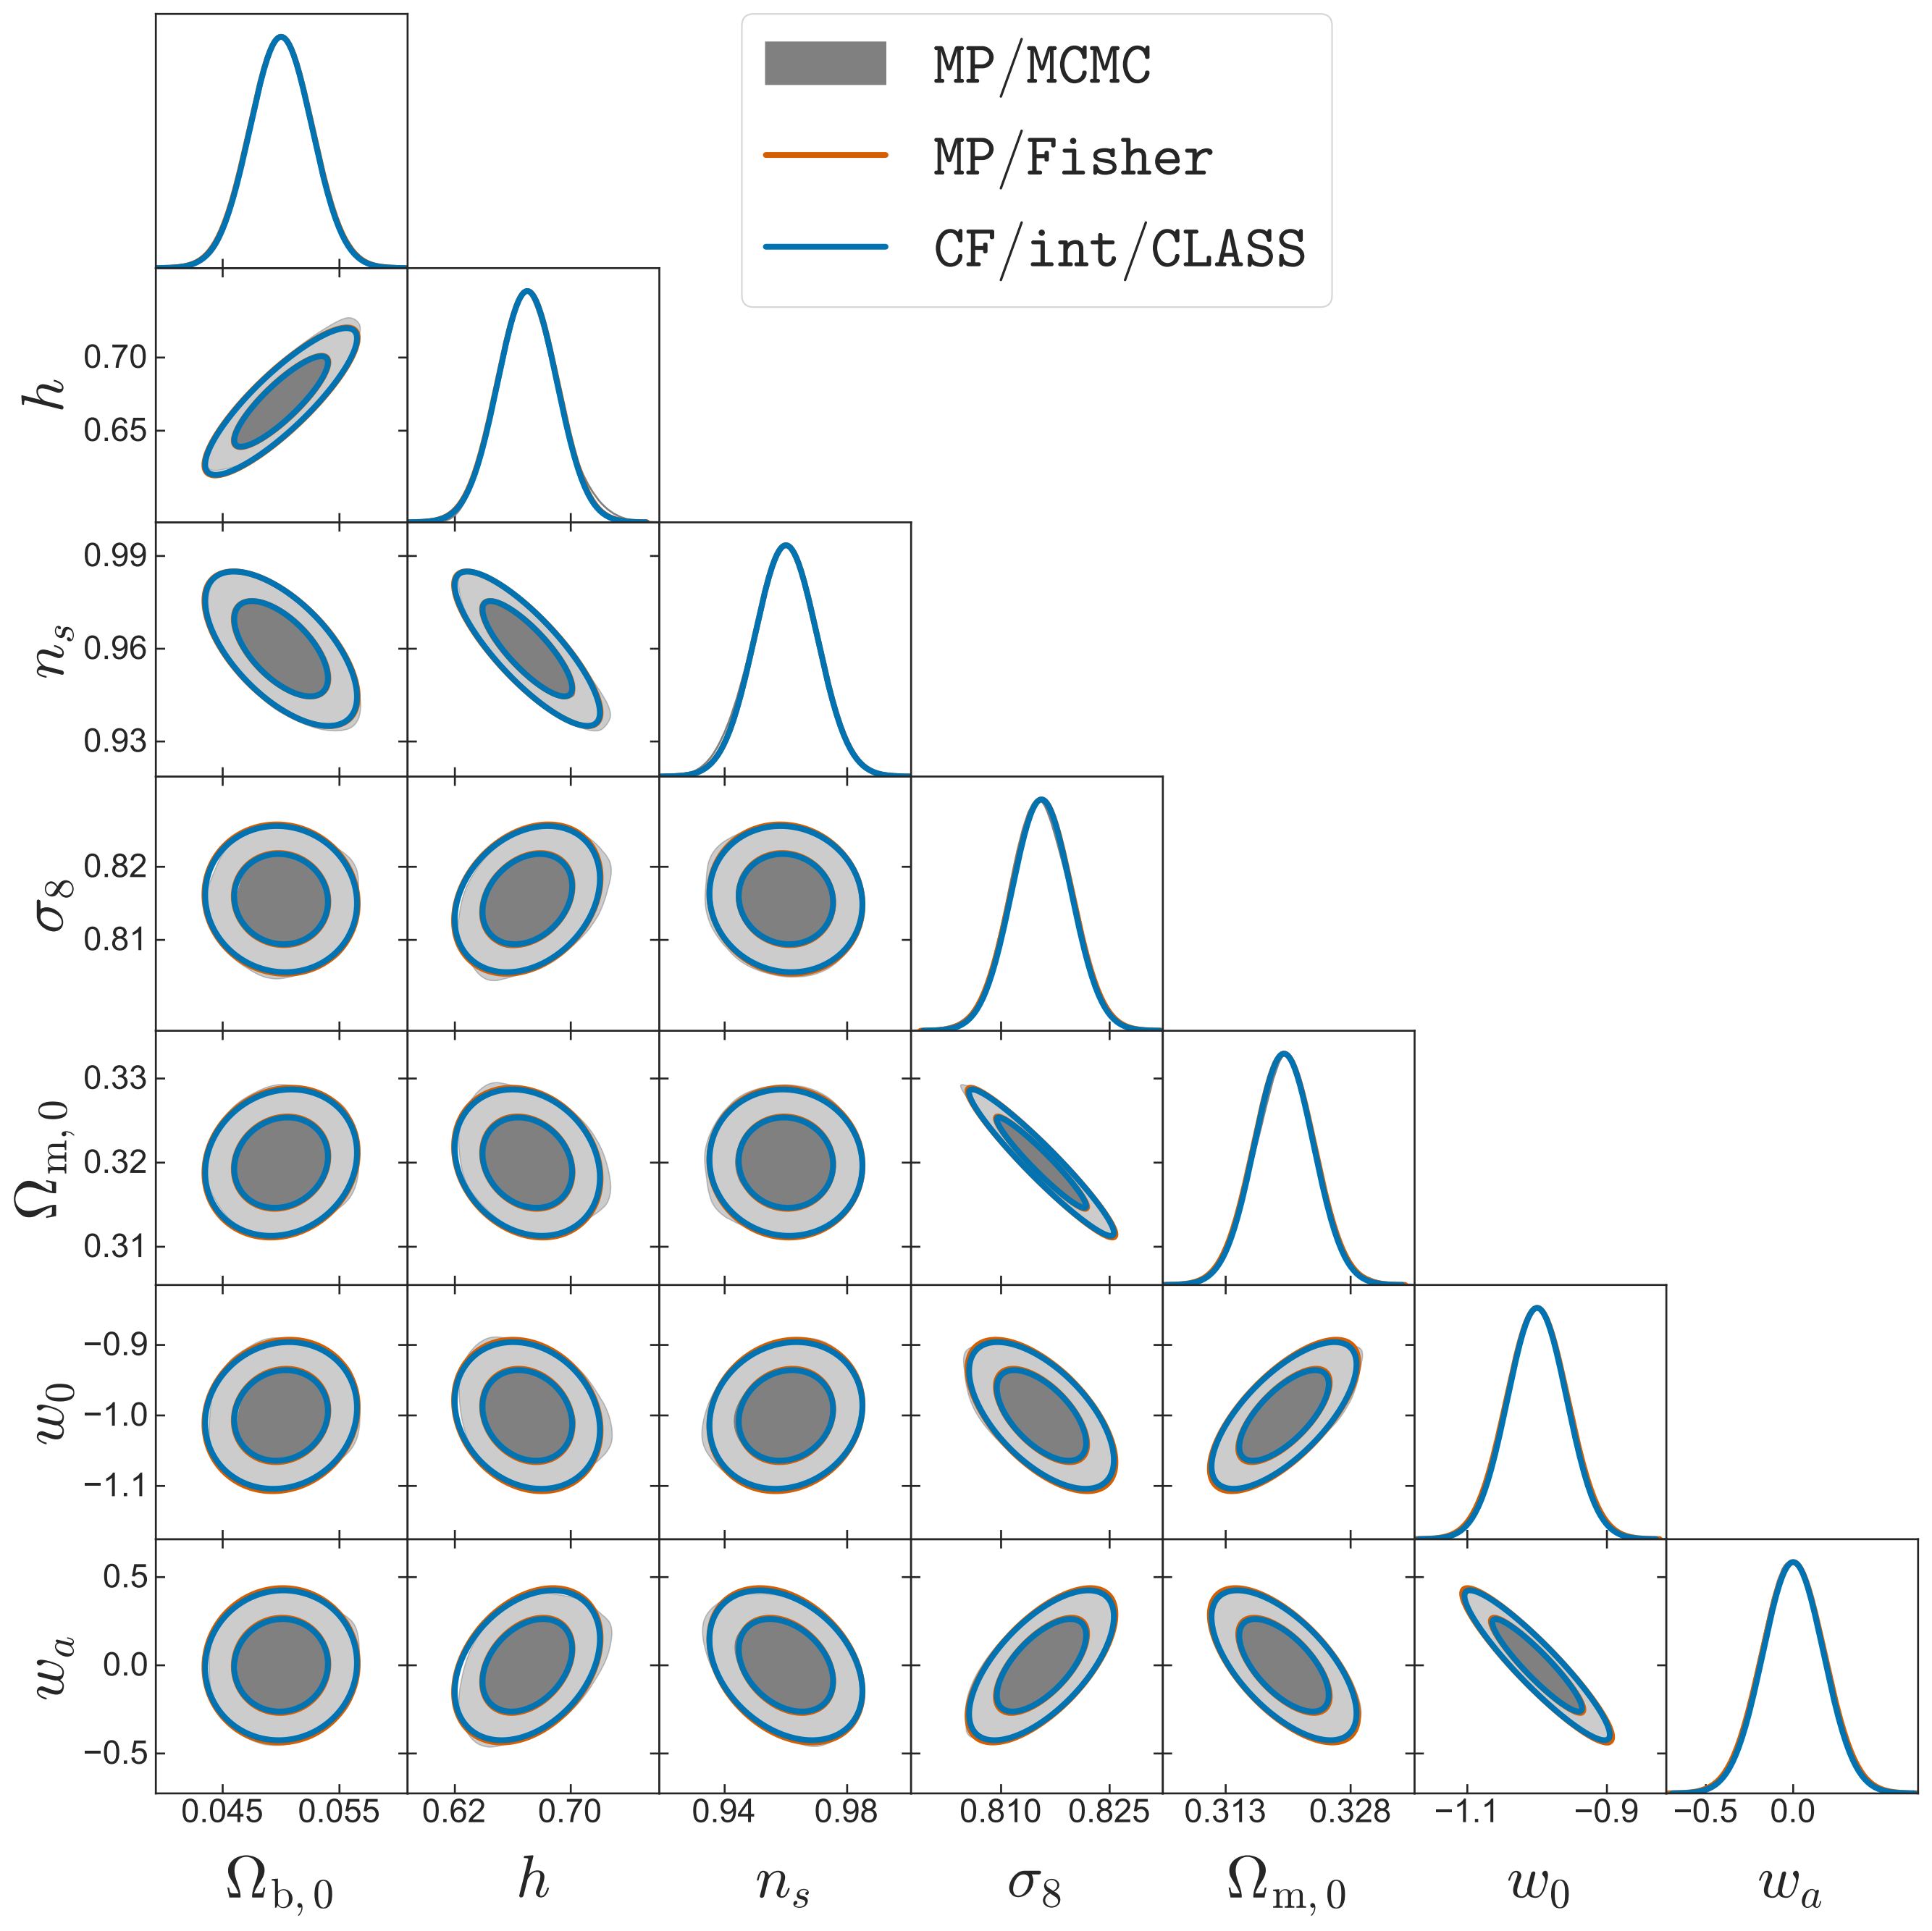 MP/MCMC
MP/Fisher
CF/int/CLASS
h
0.70
0.65
n_s
0.99
0.96
0.93
σ_8
0.82
0.81
Ω_{m, 0}
0.33
0.32
0.31
w_0
−0.9
−1.0
−1.1
w_a
0.5
0.0
−0.5
0.045 0.055 0.62 0.70 0.94 0.98 0.810 0.825 0.313 0.328 −1.1 −0.9 −0.5 0.0
Ω_{b, 0} h n_s σ_8 Ω_{m, 0} w_0 w_a